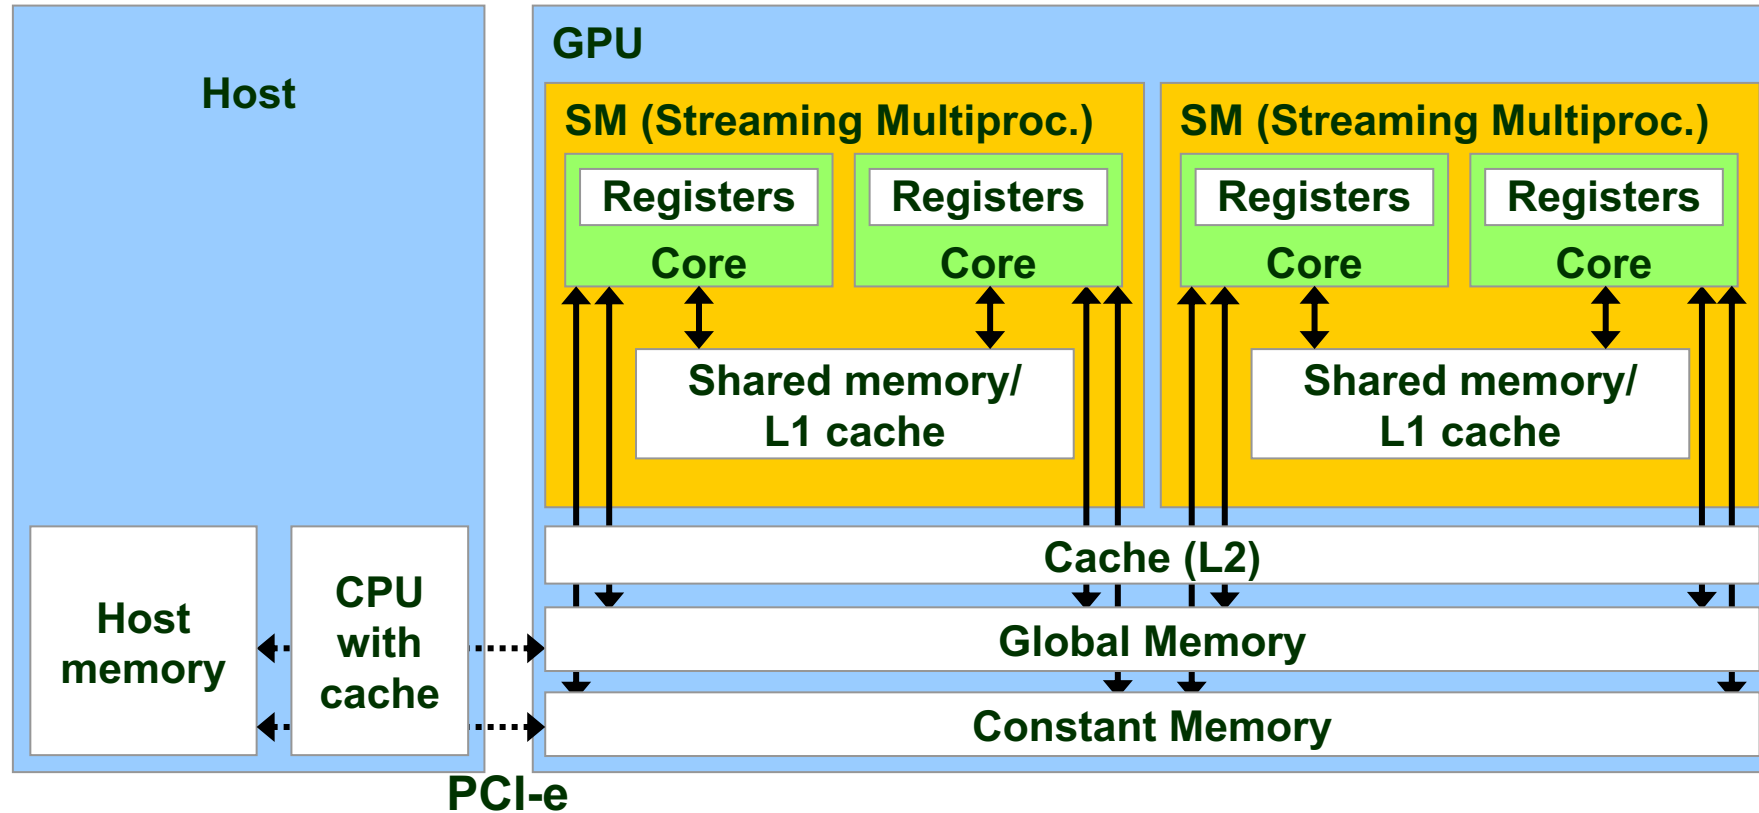 Host
GPU
SM (Streaming Multiproc.)
SM (Streaming Multiproc.)
Registers
Registers
Registers
Registers
Core
Core
Core
Core
Shared memory/
L1 cache
Shared memory/
L1 cache
Cache (L2)
Host
memory
CPU
with
cache
Global Memory
Constant Memory
PCI-e